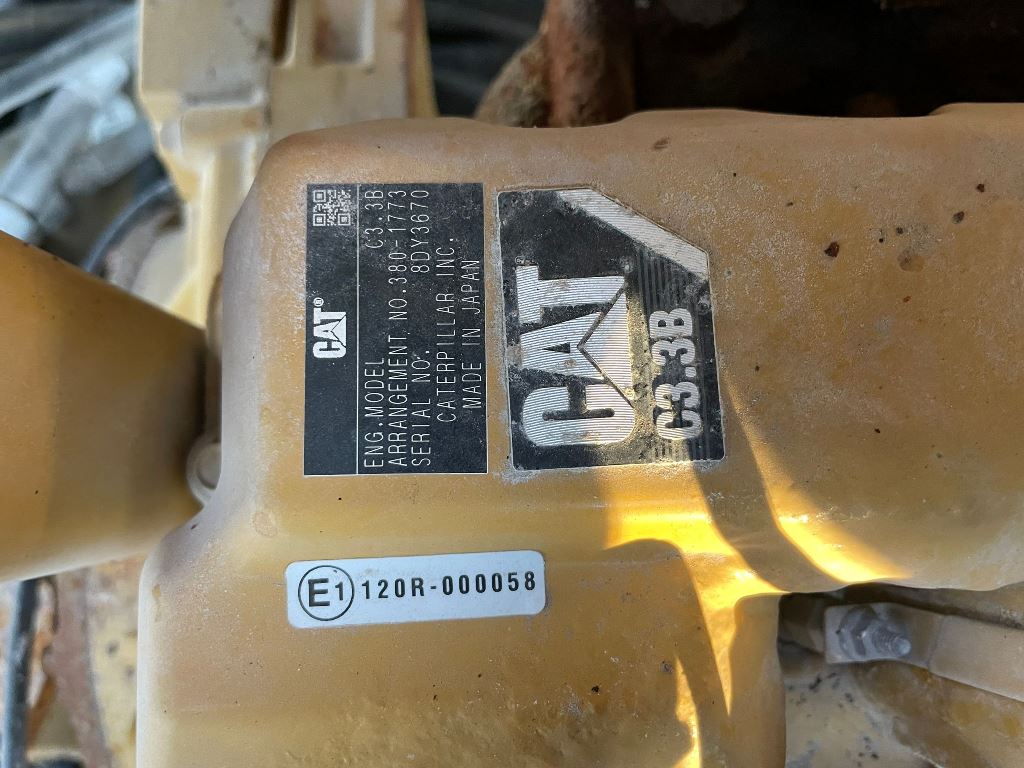 CAT®
ENG.MODEL C3.3B
ARRANGEMENT NO.380-1773
SERIAL NO. 8DY3670
CATERPILLAR INC.
MADE IN JAPAN
CAT
C3.3B
E1 120R-000058